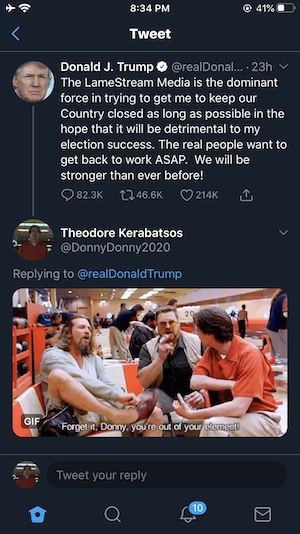 8:34 PM
41%
Tweet
Donald J. Trump @realDonal... · 23h
The LameStream Media is the dominant
force in trying to get me to keep our
Country closed as long as possible in the
hope that it will be detrimental to my
election success. The real people want to
get back to work ASAP. We will be
stronger than ever before!
82.3K 46.6K 214K
Theodore Kerabatsos
@DonnyDonny2020
Replying to @realDonaldTrump
20
GIF
Forget it, Donny, you're out of your element!
Tweet your reply
10